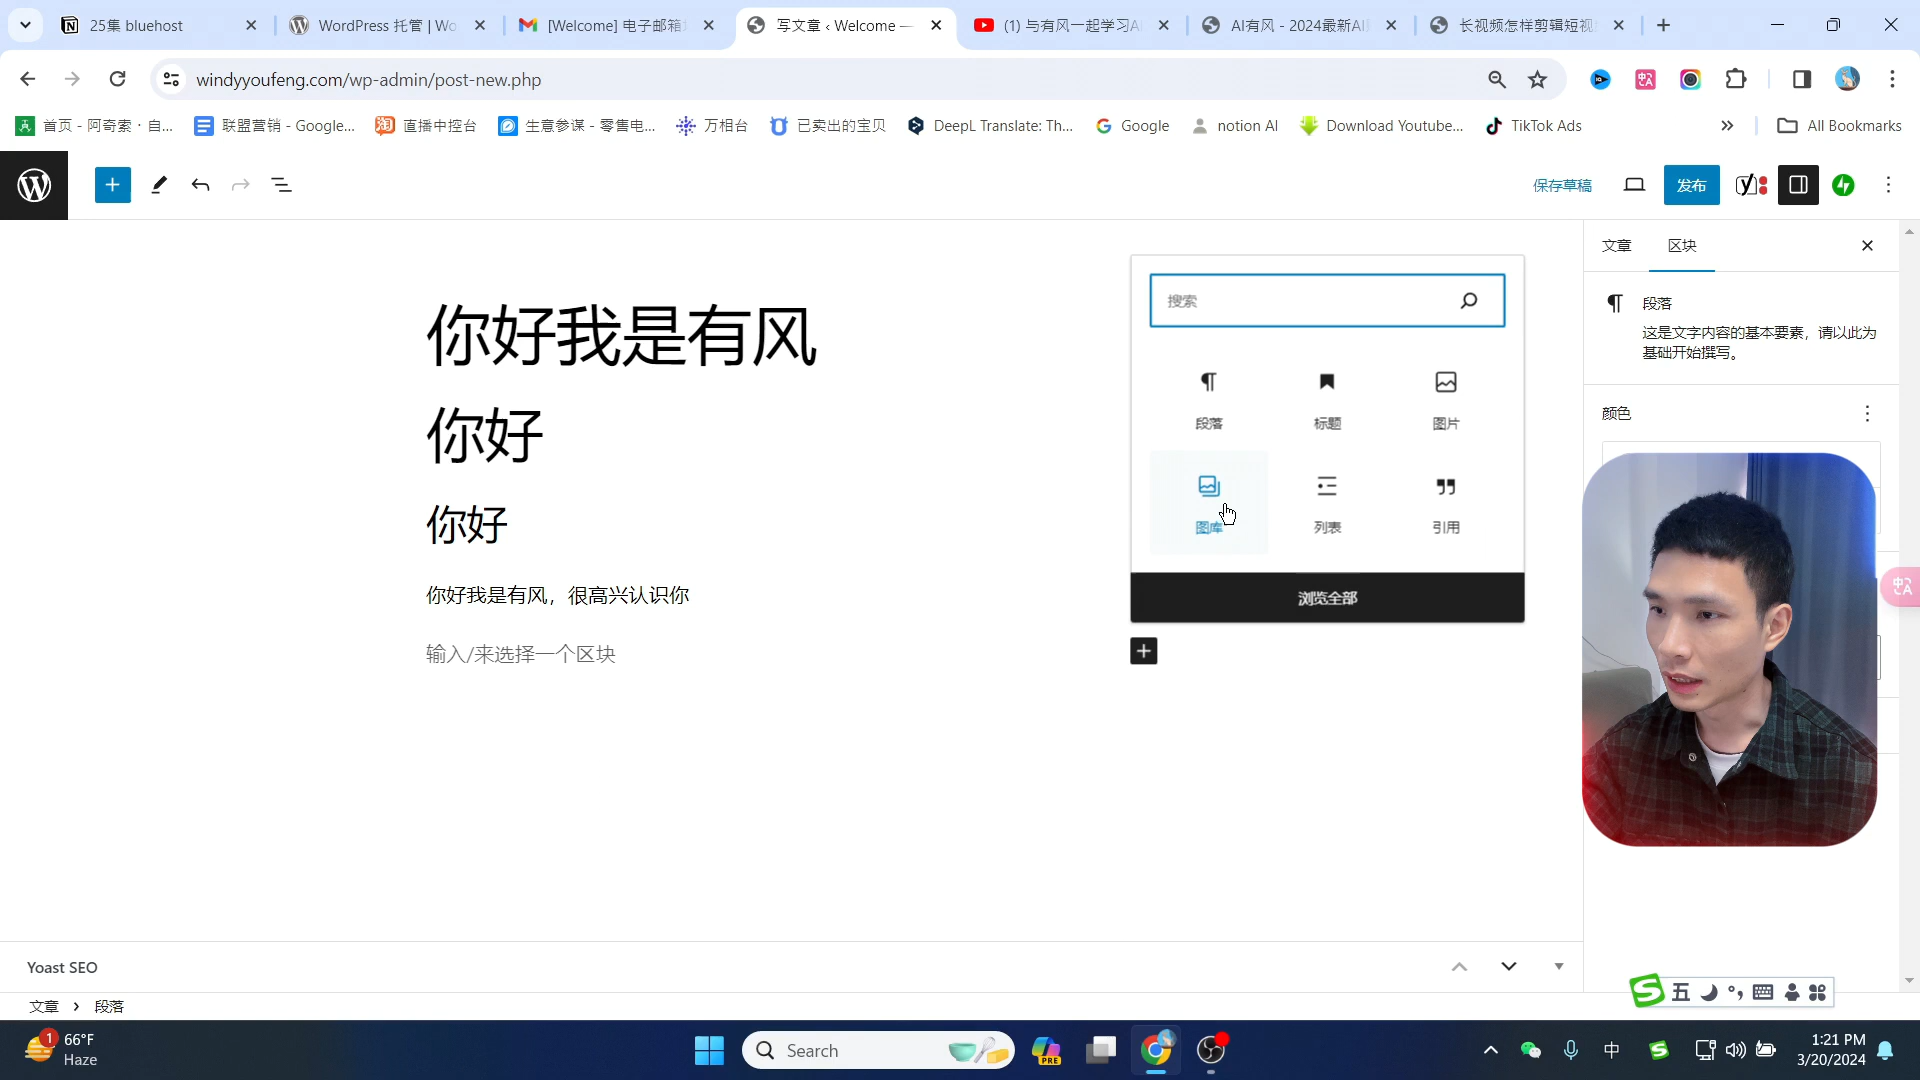 25集 bluehost
WordPress 托管 | Wo
[Welcome] 电子邮箱
写文章 ‹ Welcome —
(1) 与有风一起学习AI
AI有风 - 2024最新AI
长视频怎样剪辑短视
windyyoufeng.com/wp-admin/post-new.php
首页 - 阿奇索 · 自...
联盟营销 - Google...
直播中控台
生意参谋 - 零售电...
万相台
已卖出的宝贝
DeepL Translate: Th...
Google
notion AI
Download Youtube...
TikTok Ads
All Bookmarks
保存草稿
发布
文章
区块
你好我是有风
你好
你好
你好我是有风，很高兴认识你
输入/来选择一个区块
搜索
段落
标题
图片
图库
列表
引用
浏览全部
段落
这是文字内容的基本要素，请以此为
基础开始撰写。
颜色
Yoast SEO
文章 › 段落
五
1
66°F
Haze
Search
PRE
中
1:21 PM
3/20/2024